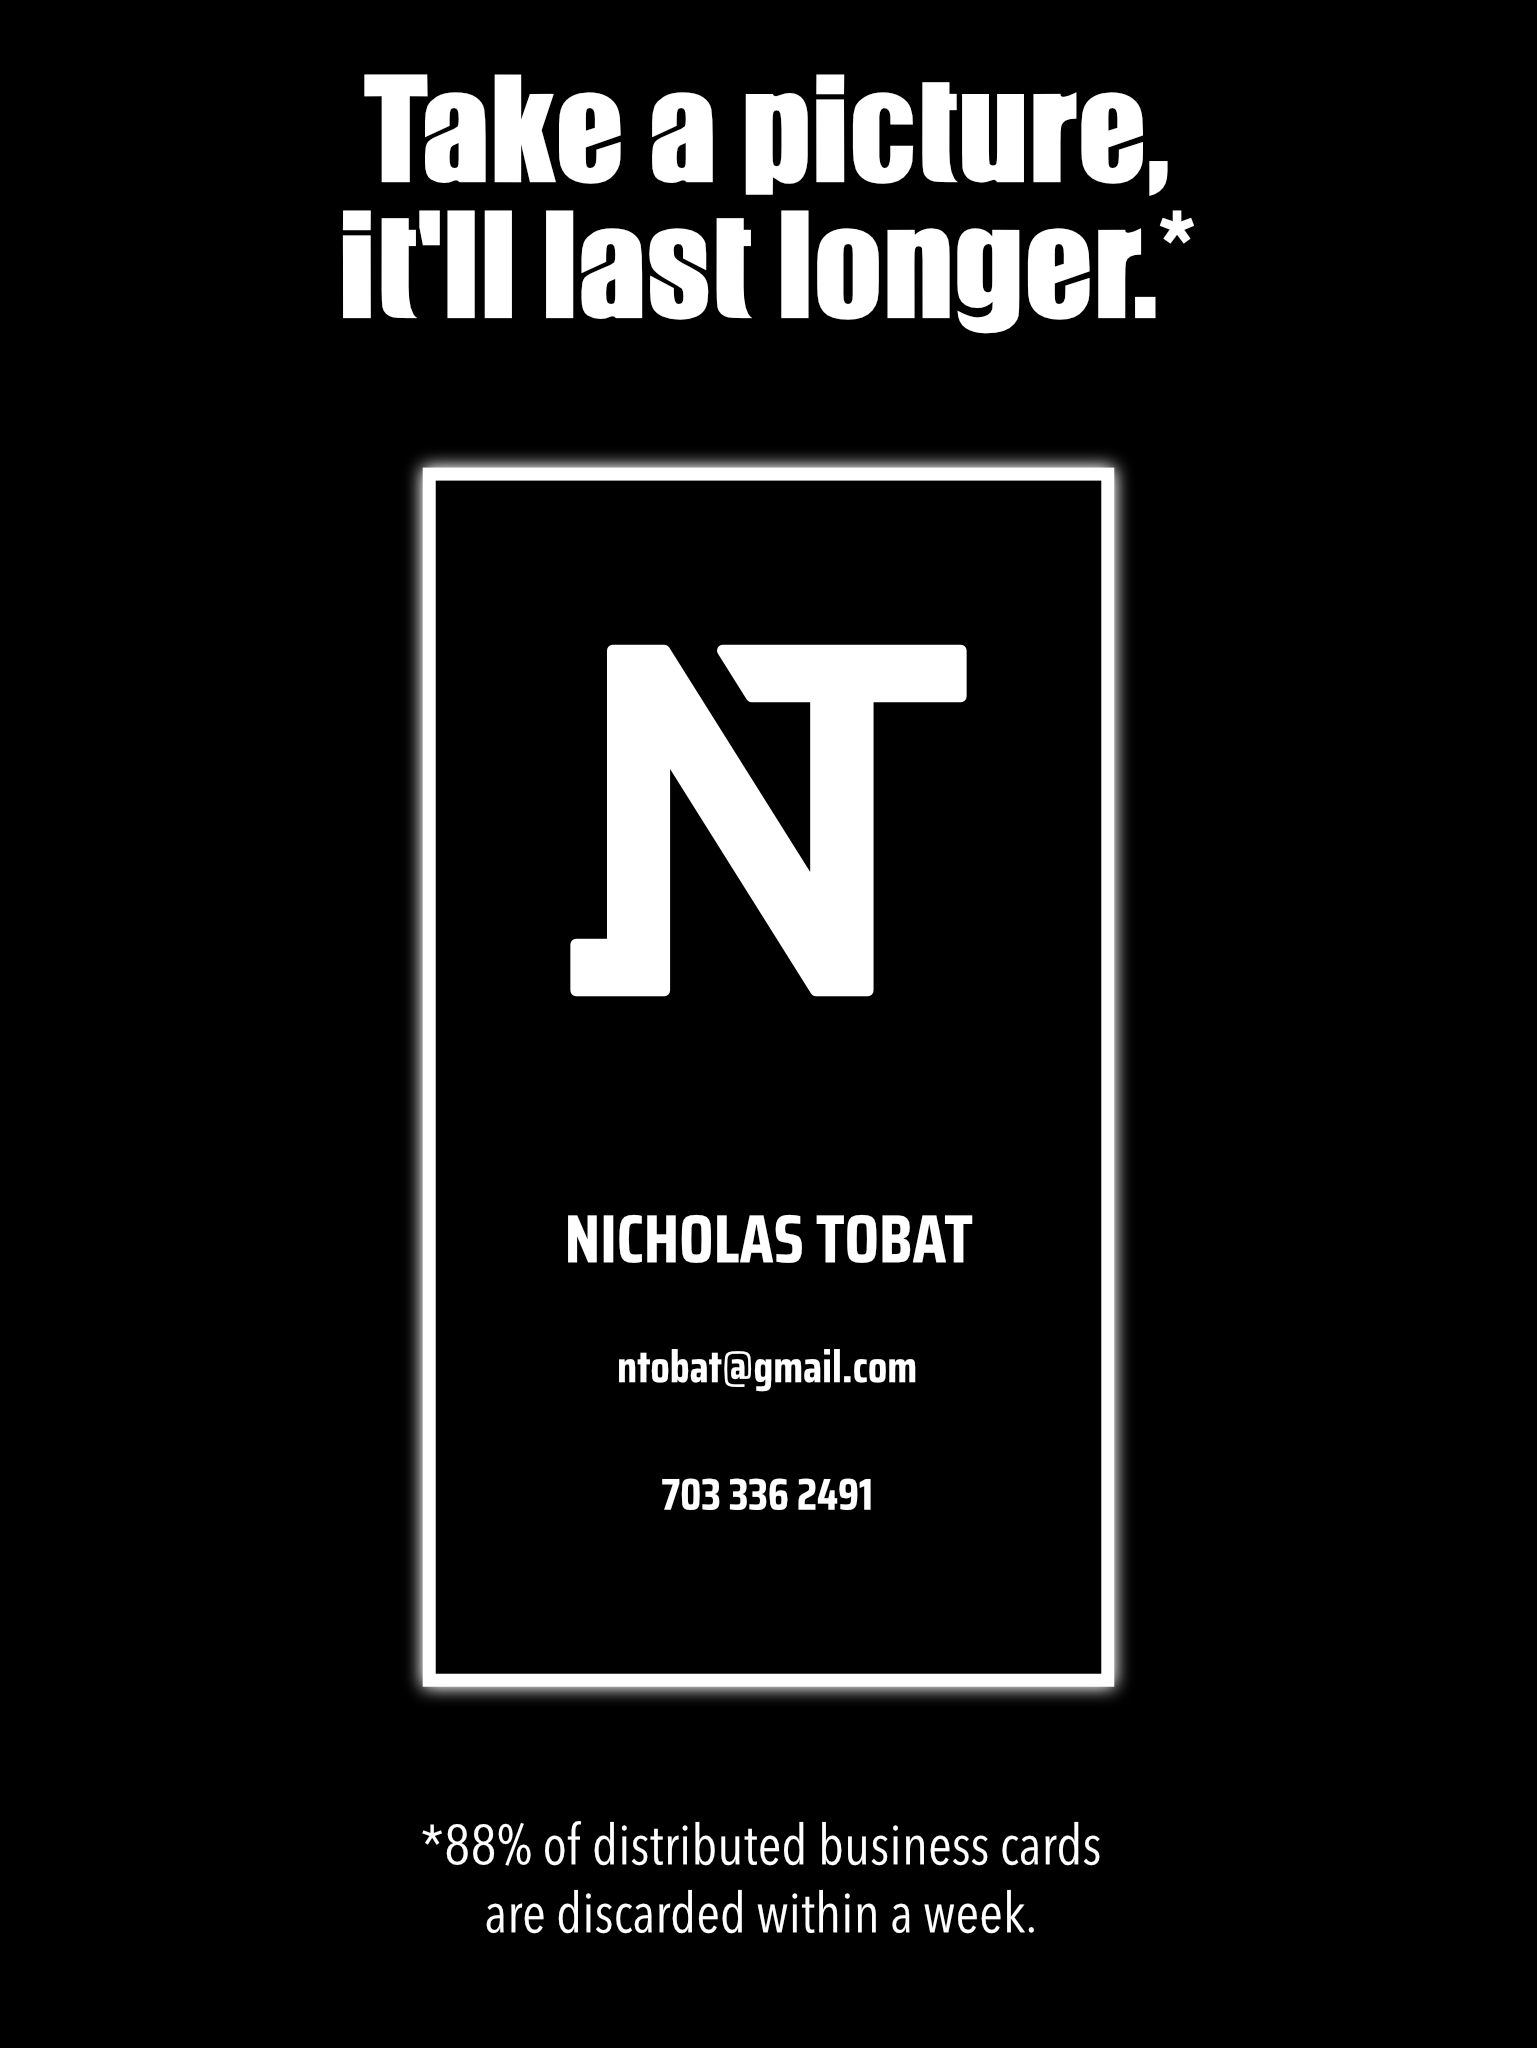 Take a picture,
it'll last longer.*
NT
NICHOLAS TOBAT
ntobat@gmail.com
703 336 2491
*88% of distributed business cards
are discarded within a week.